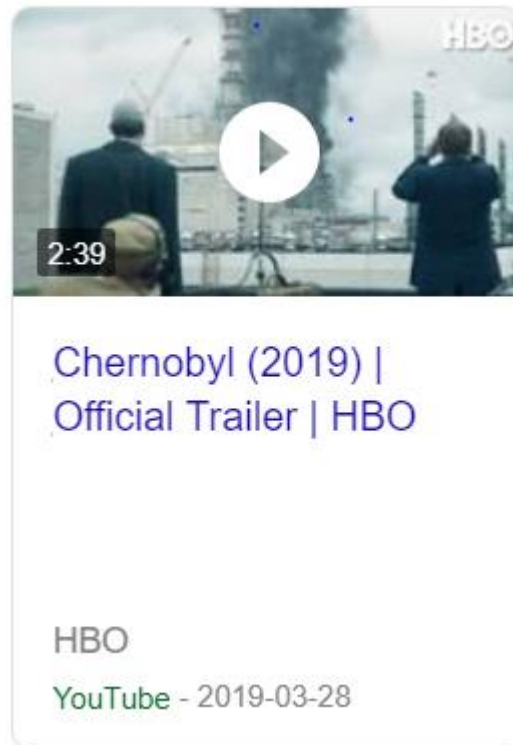 HBO
2:39
Chernobyl (2019) |
Official Trailer | HBO
HBO
YouTube - 2019-03-28